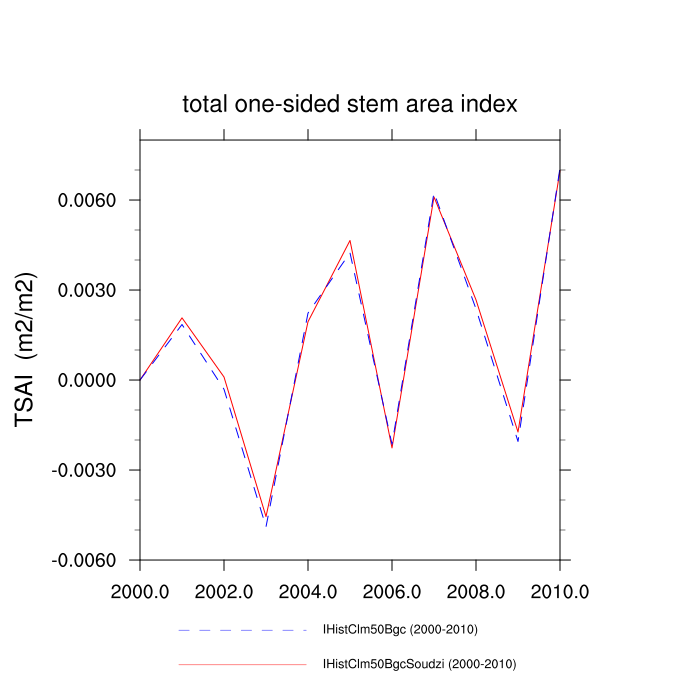 total one-sided stem area index
TSAI (m2/m2)
0.0060
0.0030
0.0000
-0.0030
-0.0060
2000.0 2002.0 2004.0 2006.0 2008.0 2010.0
IHistClm50Bgc (2000-2010)
IHistClm50BgcSoudzi (2000-2010)